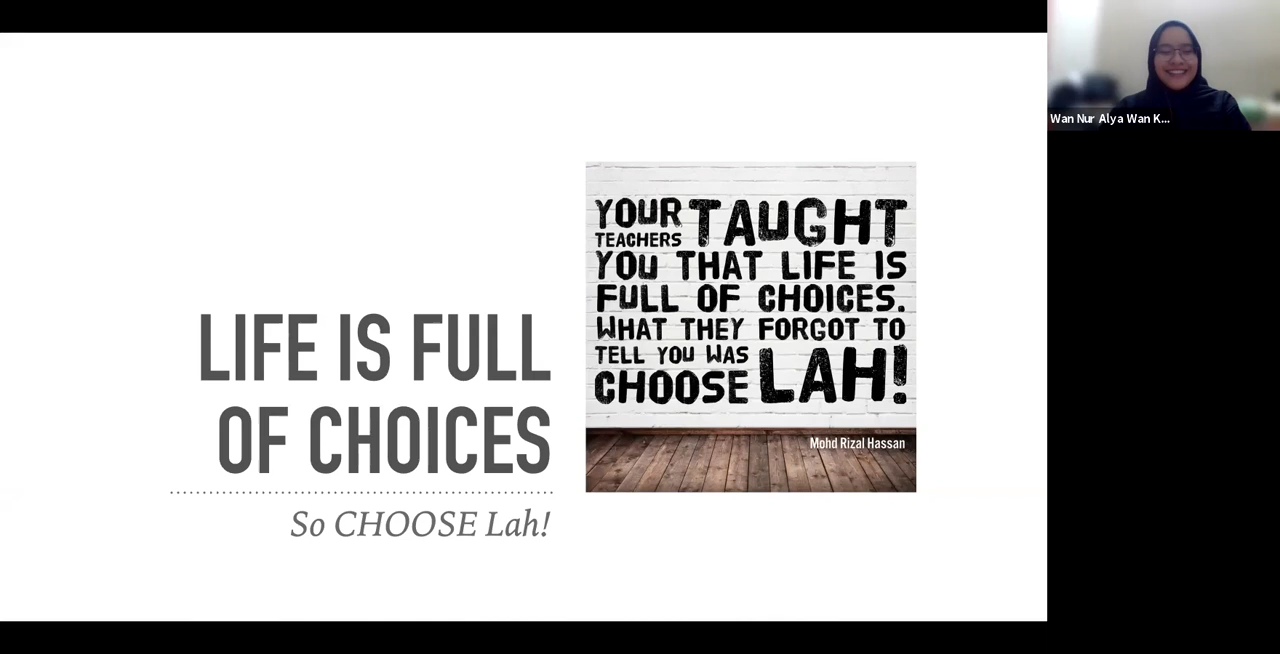 LIFE IS FULL
OF CHOICES
So CHOOSE Lah!
YOUR TEACHERS TAUGHT
YOU THAT LIFE IS
FULL OF CHOICES.
WHAT THEY FORGOT TO
TELL YOU WAS
CHOOSE LAH!
Mohd Rizal Hassan
Wan Nur Alya Wan K...